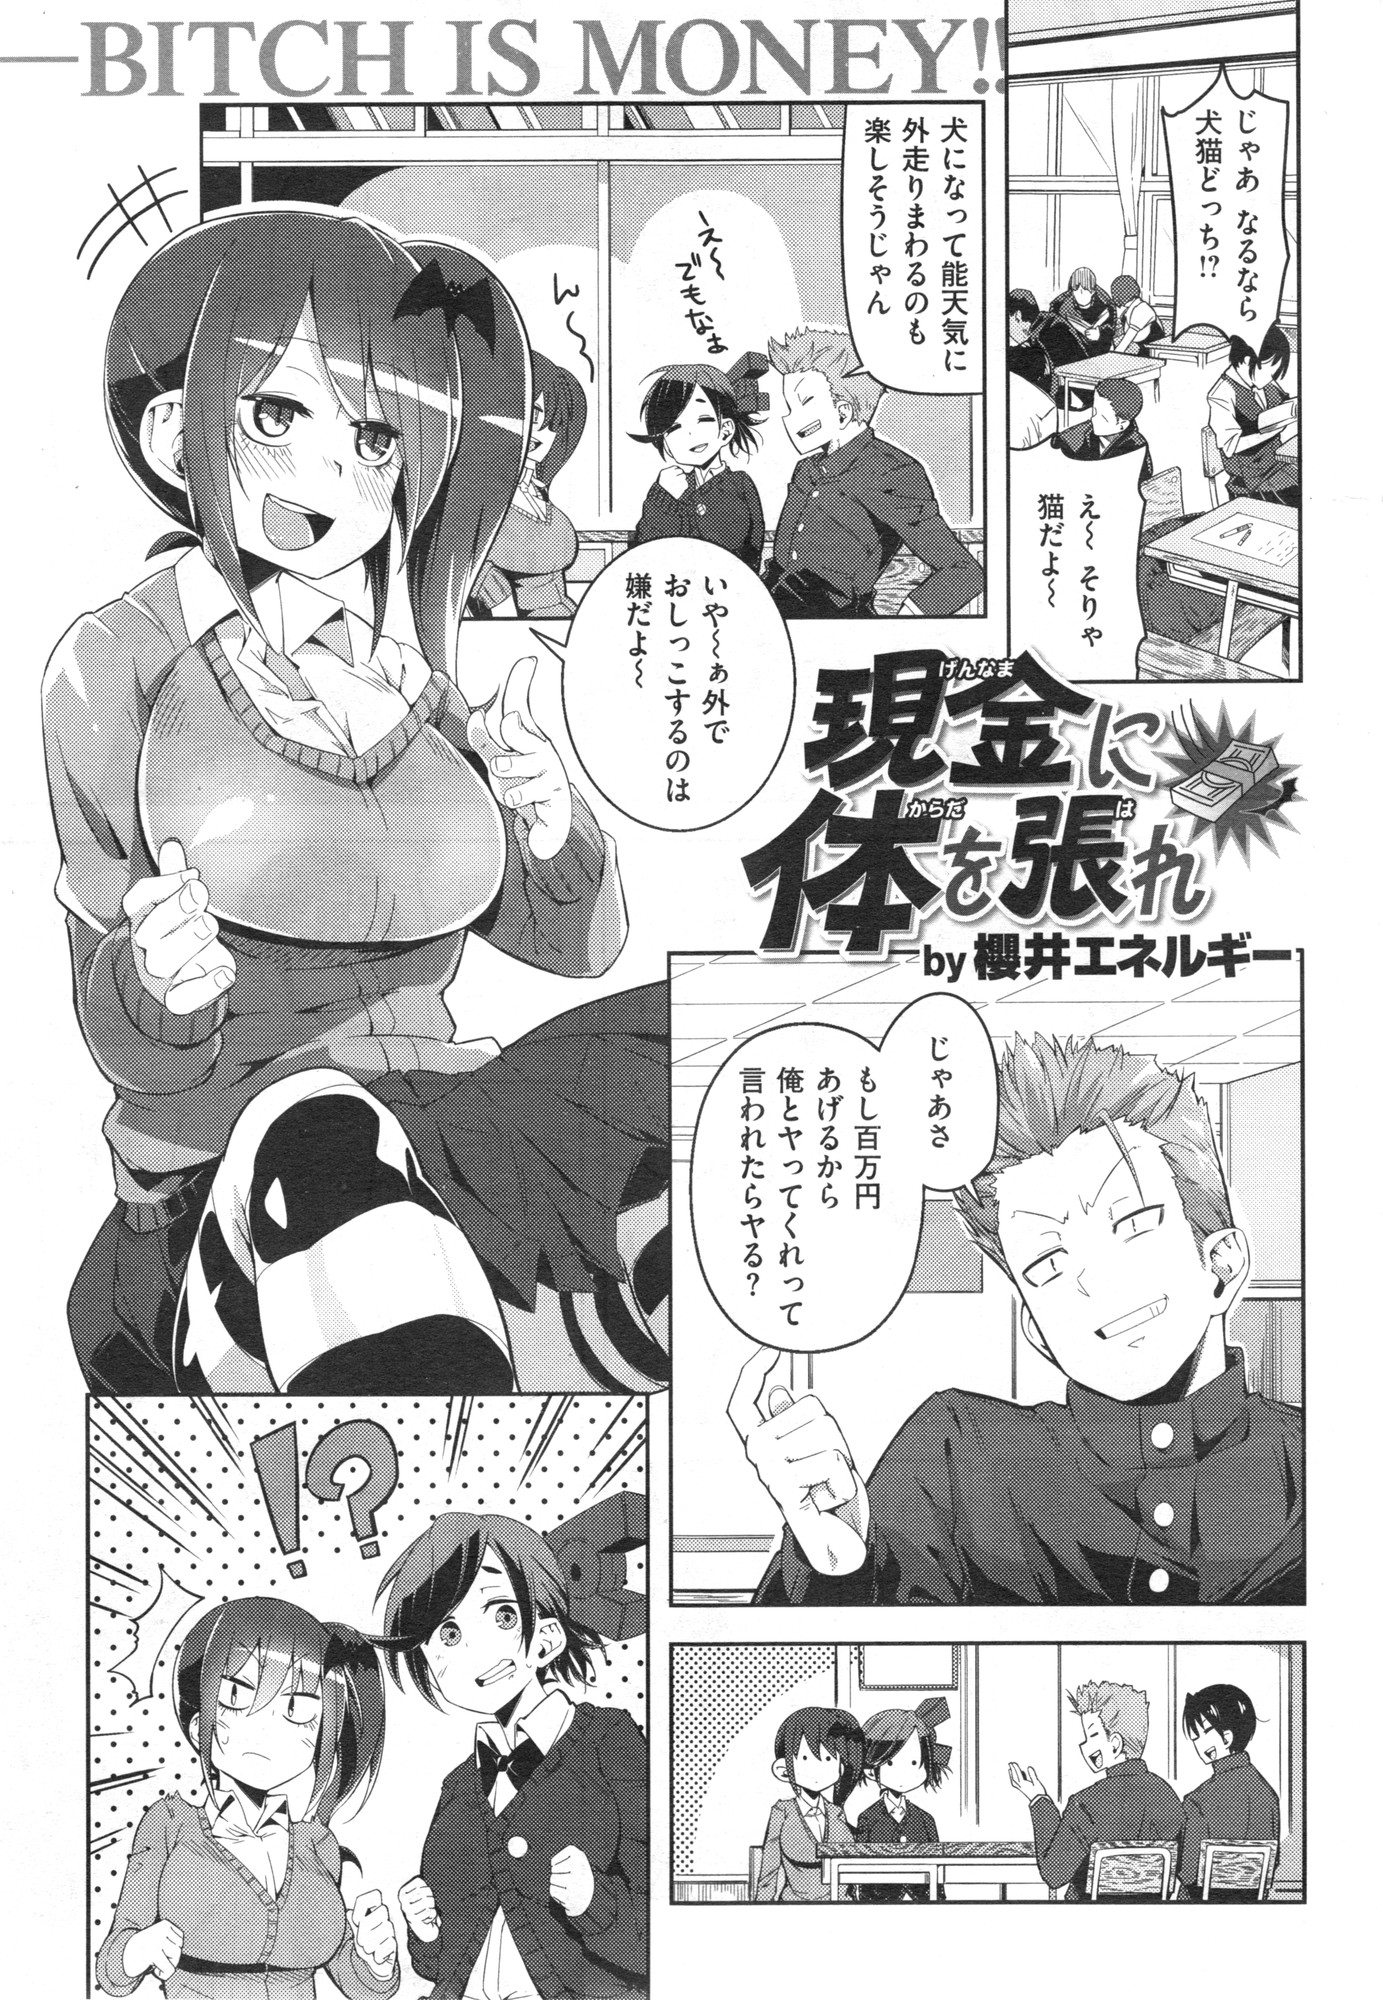 BITCH IS MONEY!!
じゃあ なるなら
犬猫どっち!?
え〜 そりゃ
猫だよ〜
犬になって能天気に
外走りまわるのも
楽しそうじゃん
え〜
でもなぁ
ん〜
いや〜ぁ外で
おしっこするのは
嫌だよ〜
現金に
げんなま
体を張れ
からだ
は
by 櫻井エネルギー
じゃあさ
もし百万円
あげるから
俺とヤってくれって
言われたらヤる?
!?